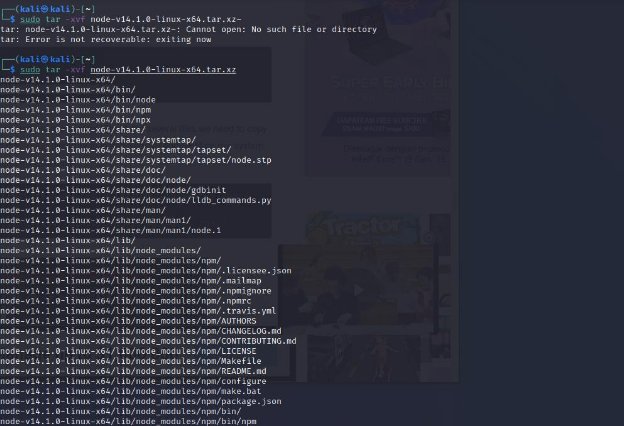 ┌──(kali㉿kali)-[~]
└─$ sudo tar -xvf node-v14.1.0-linux-x64.tar.xz~
tar: node-v14.1.0-linux-x64.tar.xz~: Cannot open: No such file or directory
tar: Error is not recoverable: exiting now
┌──(kali㉿kali)-[~]
└─$ sudo tar -xvf node-v14.1.0-linux-x64.tar.xz
node-v14.1.0-linux-x64/
node-v14.1.0-linux-x64/bin/
node-v14.1.0-linux-x64/bin/node
node-v14.1.0-linux-x64/bin/npm
node-v14.1.0-linux-x64/bin/npx
node-v14.1.0-linux-x64/share/
node-v14.1.0-linux-x64/share/systemtap/
node-v14.1.0-linux-x64/share/systemtap/tapset/
node-v14.1.0-linux-x64/share/systemtap/tapset/node.stp
node-v14.1.0-linux-x64/share/doc/
node-v14.1.0-linux-x64/share/doc/node/
node-v14.1.0-linux-x64/share/doc/node/gdbinit
node-v14.1.0-linux-x64/share/doc/node/lldb_commands.py
node-v14.1.0-linux-x64/share/man/
node-v14.1.0-linux-x64/share/man/man1/
node-v14.1.0-linux-x64/share/man/man1/node.1
node-v14.1.0-linux-x64/lib/
node-v14.1.0-linux-x64/lib/node_modules/
node-v14.1.0-linux-x64/lib/node_modules/npm/
node-v14.1.0-linux-x64/lib/node_modules/npm/.licensee.json
node-v14.1.0-linux-x64/lib/node_modules/npm/.mailmap
node-v14.1.0-linux-x64/lib/node_modules/npm/.npmignore
node-v14.1.0-linux-x64/lib/node_modules/npm/.npmrc
node-v14.1.0-linux-x64/lib/node_modules/npm/.travis.yml
node-v14.1.0-linux-x64/lib/node_modules/npm/AUTHORS
node-v14.1.0-linux-x64/lib/node_modules/npm/CHANGELOG.md
node-v14.1.0-linux-x64/lib/node_modules/npm/CONTRIBUTING.md
node-v14.1.0-linux-x64/lib/node_modules/npm/LICENSE
node-v14.1.0-linux-x64/lib/node_modules/npm/Makefile
node-v14.1.0-linux-x64/lib/node_modules/npm/README.md
node-v14.1.0-linux-x64/lib/node_modules/npm/configure
node-v14.1.0-linux-x64/lib/node_modules/npm/make.bat
node-v14.1.0-linux-x64/lib/node_modules/npm/package.json
node-v14.1.0-linux-x64/lib/node_modules/npm/bin/
node-v14.1.0-linux-x64/lib/node_modules/npm/bin/npm
SUPER EARLY
Tractor